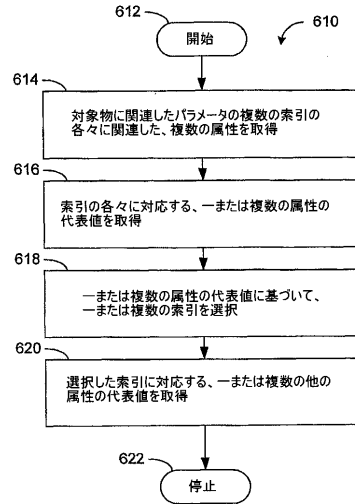 612
610
開始
614
対象物に関連したパラメータの複数の索引の
各々に関連した、複数の属性を取得
616
索引の各々に対応する、一または複数の属性の
代表値を取得
618
一または複数の属性の代表値に基づいて、
一または複数の索引を選択
620
選択した索引に対応する、一または複数の他の
属性の代表値を取得
622
停止